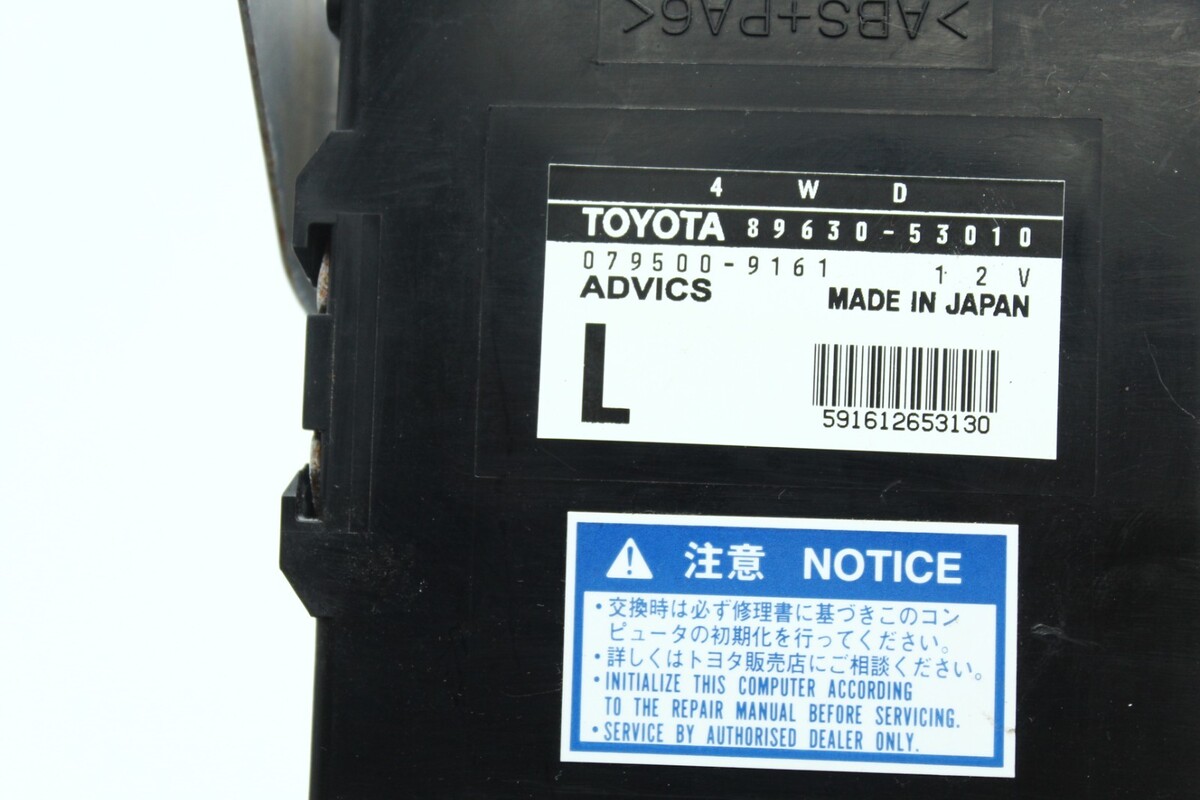 >ABS+PA6<
4 W D
TOYOTA 89630-53010
079500-9161 12V
ADVICS MADE IN JAPAN
L
591612653130
注意 NOTICE
・交換時は必ず修理書に基づきこのコン
ピュータの初期化を行ってください。
・詳しくはトヨタ販売店にご相談ください。
・INITIALIZE THIS COMPUTER ACCORDING
TO THE REPAIR MANUAL BEFORE SERVICING.
・SERVICE BY AUTHORISED DEALER ONLY.